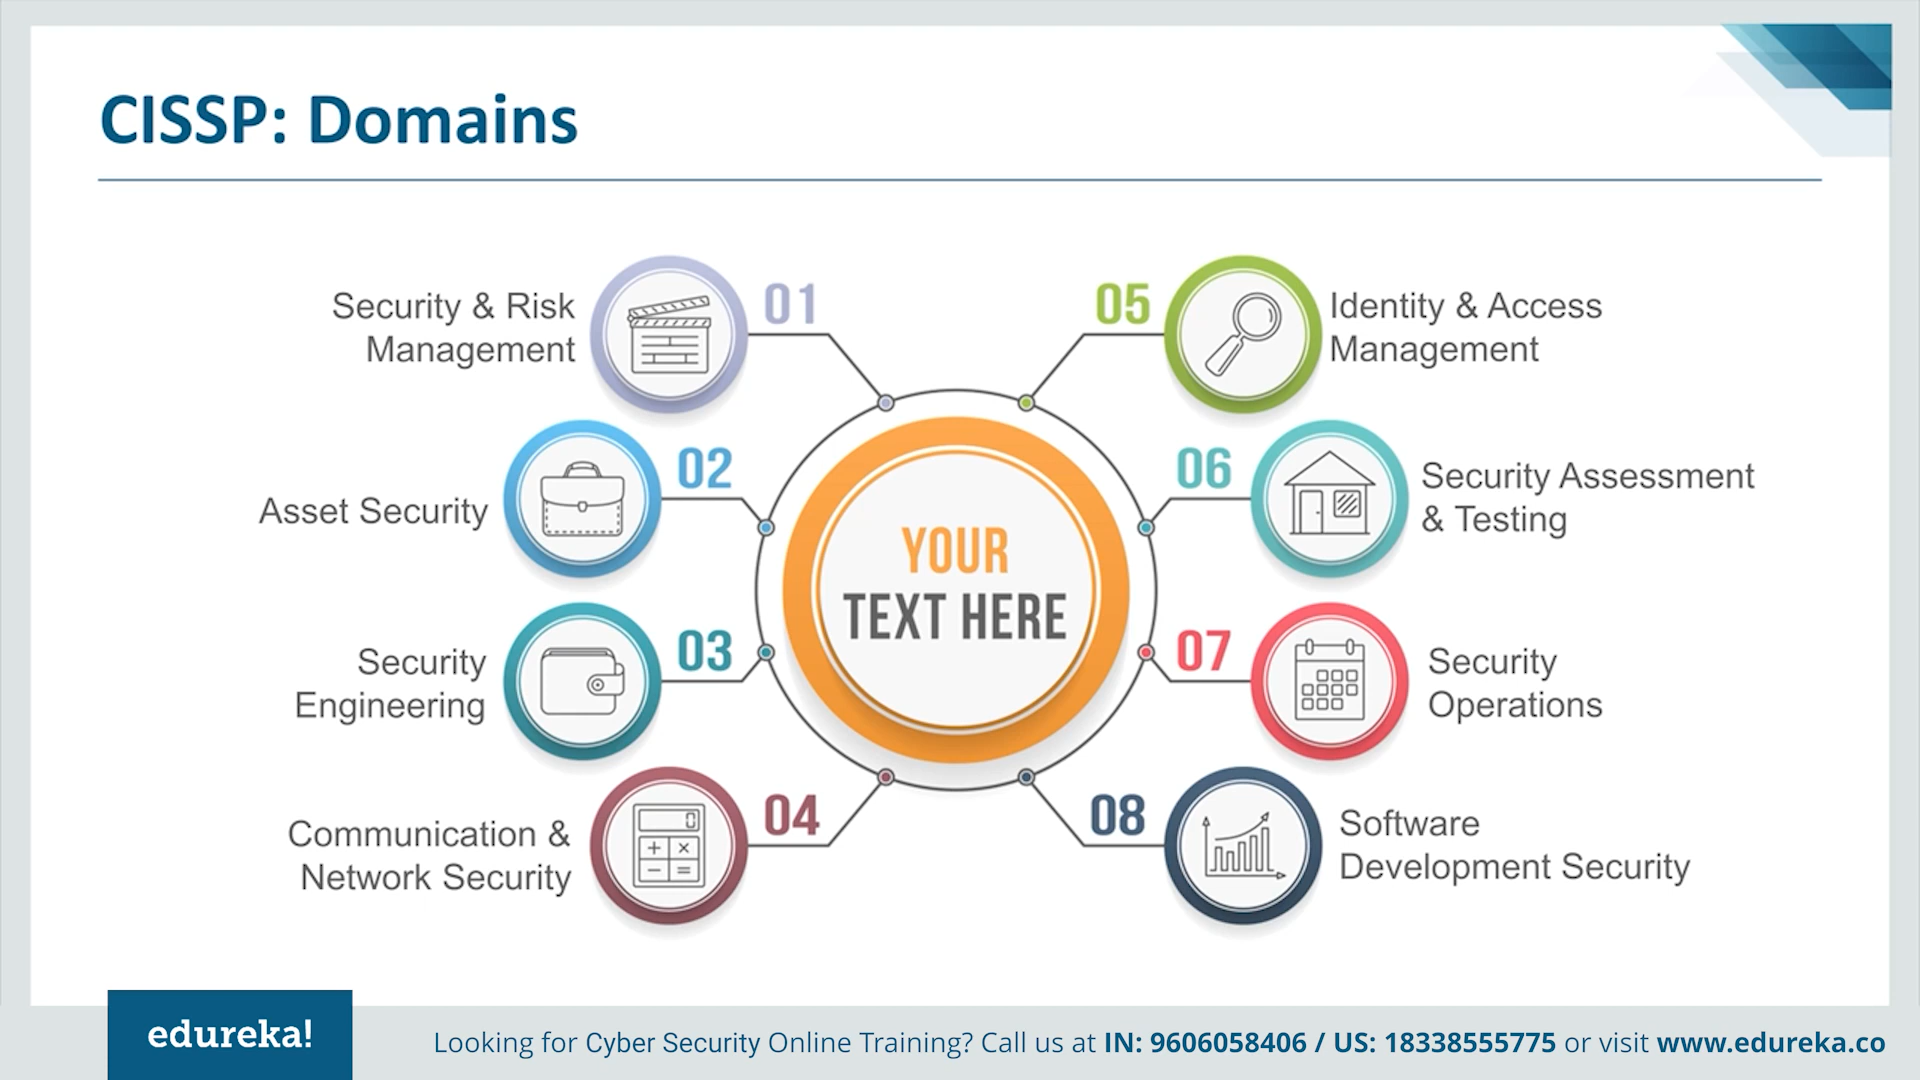 CISSP: Domains
Security & Risk
Management
01
Asset Security
02
Security
Engineering
03
Communication &
Network Security
04
YOUR
TEXT HERE
05
Identity & Access
Management
06
Security Assessment
& Testing
07
Security
Operations
08
Software
Development Security
0
+ ×
− =
edureka!
Looking for Cyber Security Online Training? Call us at IN: 9606058406 / US: 18338555775 or visit www.edureka.co